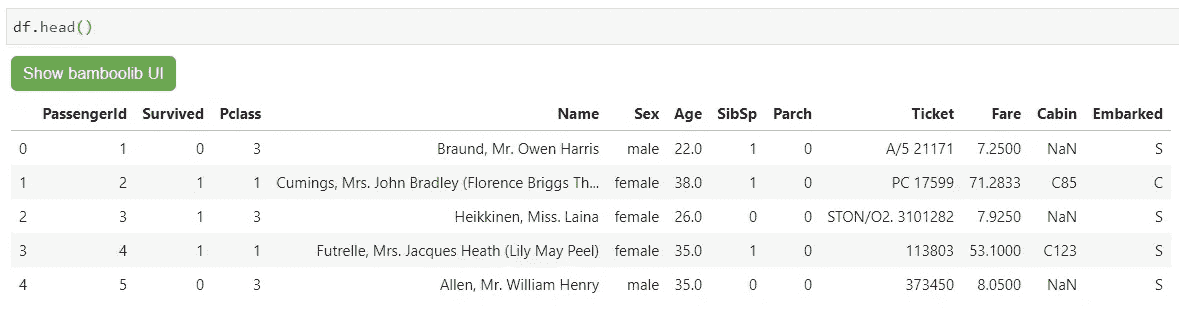 df.head()
Show bamboolib UI
PassengerId Survived Pclass Name Sex Age SibSp Parch Ticket Fare Cabin Embarked
0 1 0 3 Braund, Mr. Owen Harris male 22.0 1 0 A/5 21171 7.2500 NaN S
1 2 1 1 Cumings, Mrs. John Bradley (Florence Briggs Th... female 38.0 1 0 PC 17599 71.2833 C85 C
2 3 1 3 Heikkinen, Miss. Laina female 26.0 0 0 STON/O2. 3101282 7.9250 NaN S
3 4 1 1 Futrelle, Mrs. Jacques Heath (Lily May Peel) female 35.0 1 0 113803 53.1000 C123 S
4 5 0 3 Allen, Mr. William Henry male 35.0 0 0 373450 8.0500 NaN S